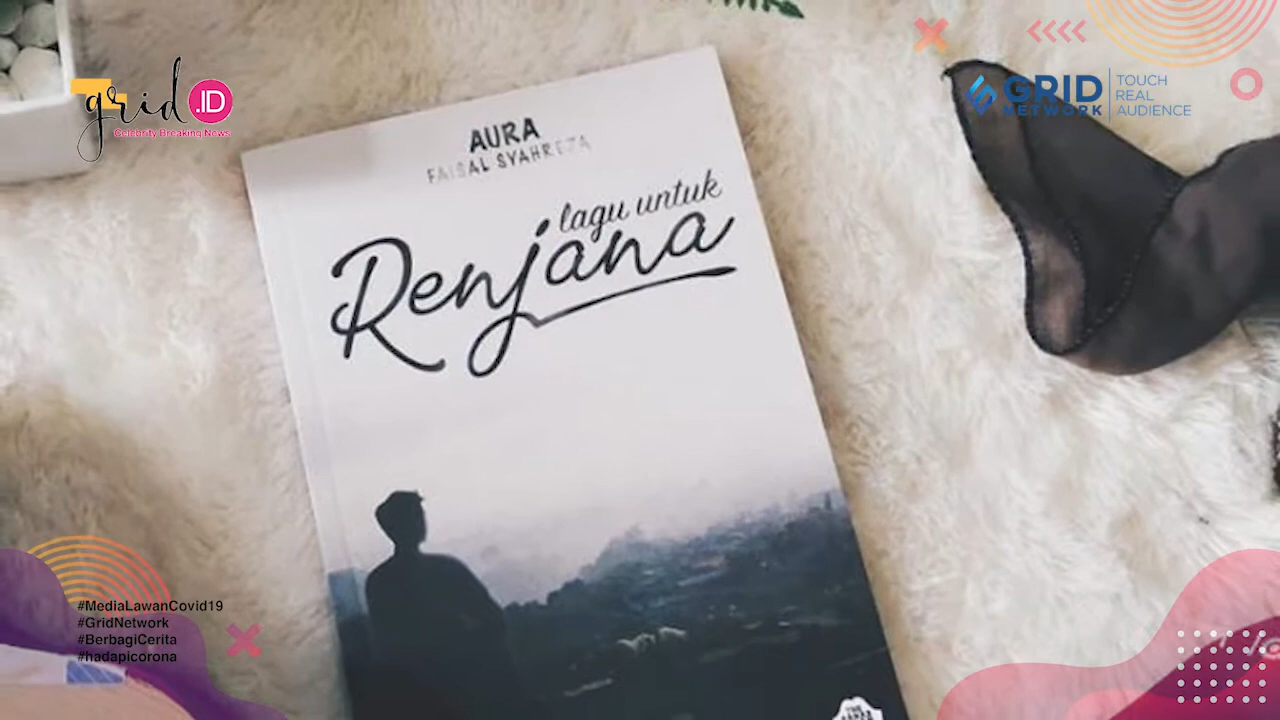 grid .ID
Celebrity Breaking News
GRID NETWORK
TOUCH REAL AUDIENCE
AURA
FAISAL SYAHREZA
lagu untuk
Renjana
#MediaLawanCovid19
#GridNetwork
#BerbagiCerita
#hadapicorona